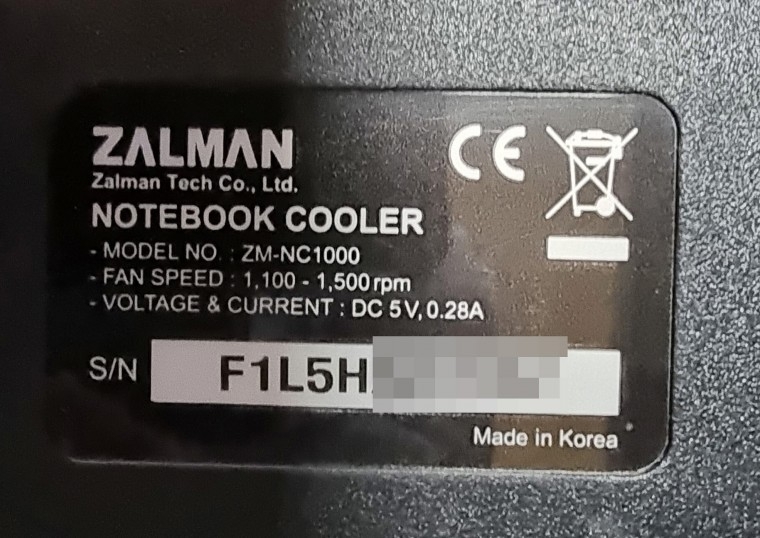 ZALMAN
CE
Zalman Tech Co., Ltd.
NOTEBOOK COOLER
- MODEL NO. : ZM-NC1000
- FAN SPEED : 1,100 - 1,500 rpm
- VOLTAGE & CURRENT : DC 5V, 0.28A
S/N F1L5H
Made in Korea